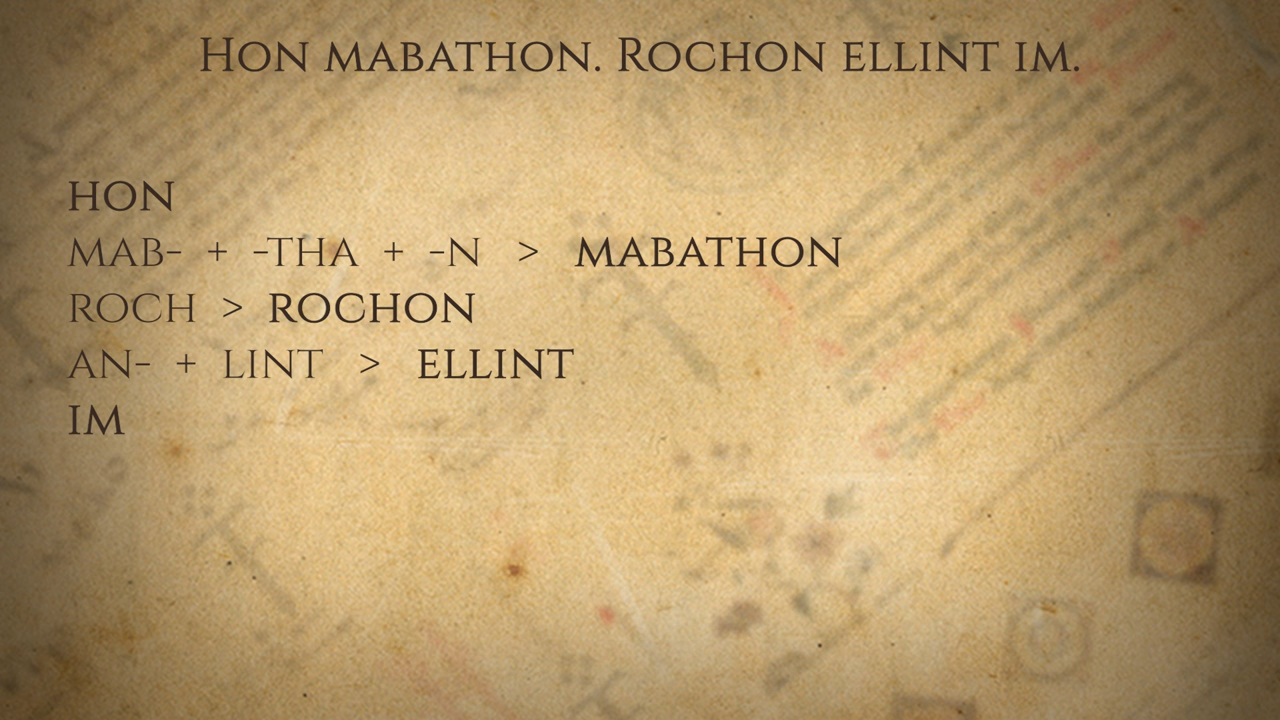 Hon mabathon. Rochon ellint im.
HON
MAB- + -THA + -N > MABATHON
ROCH > ROCHON
AN- + LINT > ELLINT
IM